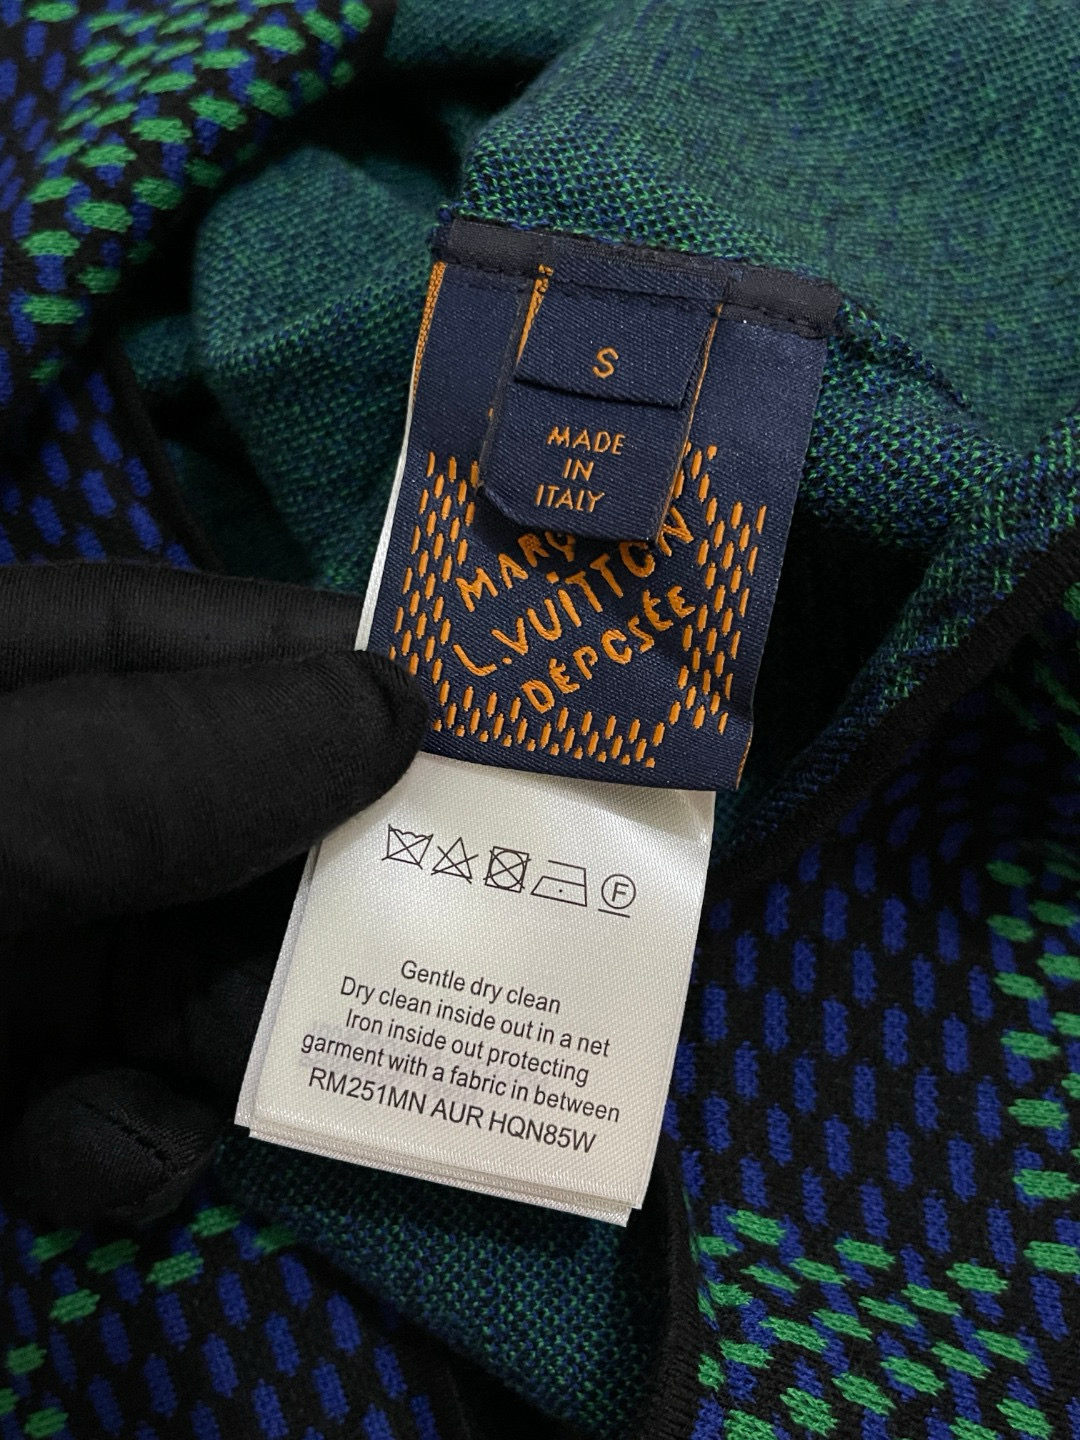 S
MADE
IN
ITALY
MARQ
L.VUITTON
DÉPOSÉE
F
Gentle dry clean
Dry clean inside out in a net
Iron inside out protecting
garment with a fabric in between
RM251MN AUR HQN85W